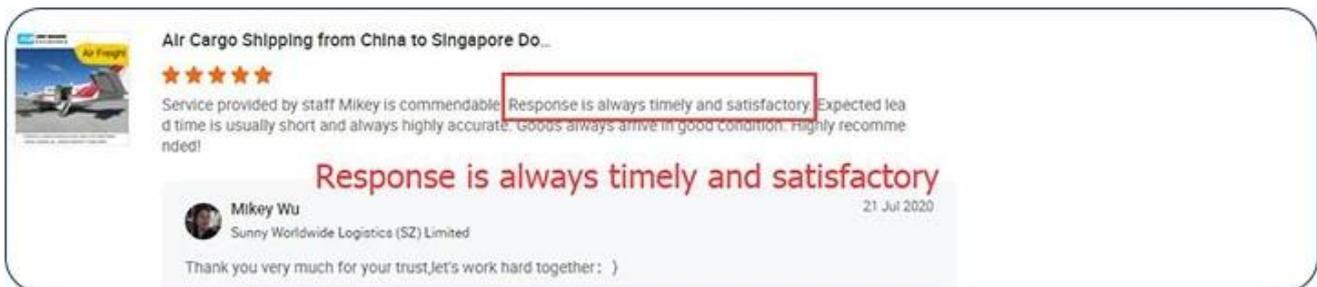 Air Freight
Air Cargo Shipping from China to Singapore Do...
Service provided by staff Mikey is commendable. Response is always timely and satisfactory. Expected lea
d time is usually short and always highly accurate. Goods always arrive in good condition. Highly recomme
nded!
Response is always timely and satisfactory
Mikey Wu
21 Jul 2020
Sunny Worldwide Logistics (SZ) Limited
Thank you very much for your trust,let's work hard together: )